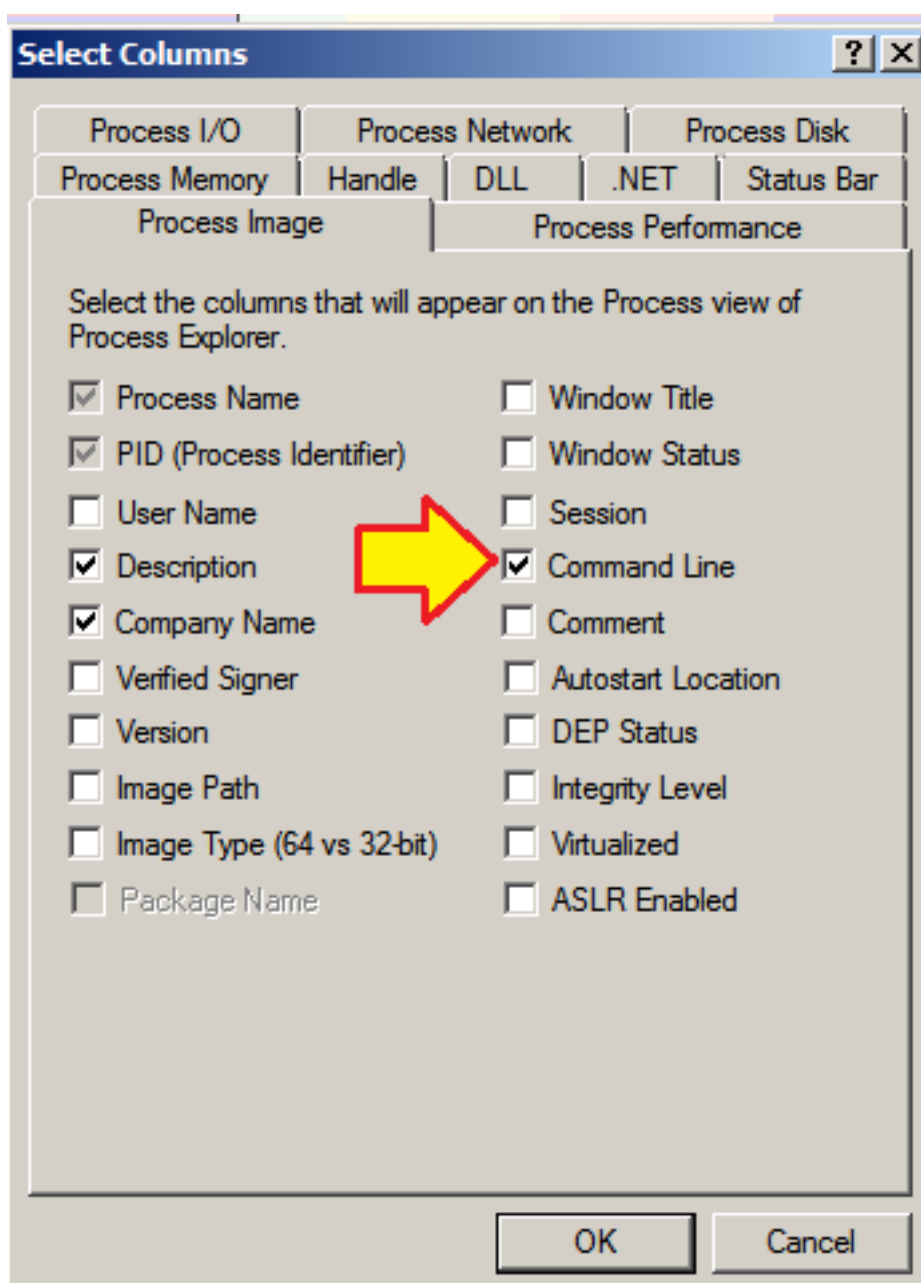 Select Columns
Process I/O Process Network Process Disk
Process Memory Handle DLL .NET Status Bar
Process Image Process Performance
Select the columns that will appear on the Process view of
Process Explorer.
Process Name Window Title
PID (Process Identifier) Window Status
User Name Session
Description Command Line
Company Name Comment
Verified Signer Autostart Location
Version DEP Status
Image Path Integrity Level
Image Type (64 vs 32-bit) Virtualized
Package Name ASLR Enabled
OK Cancel